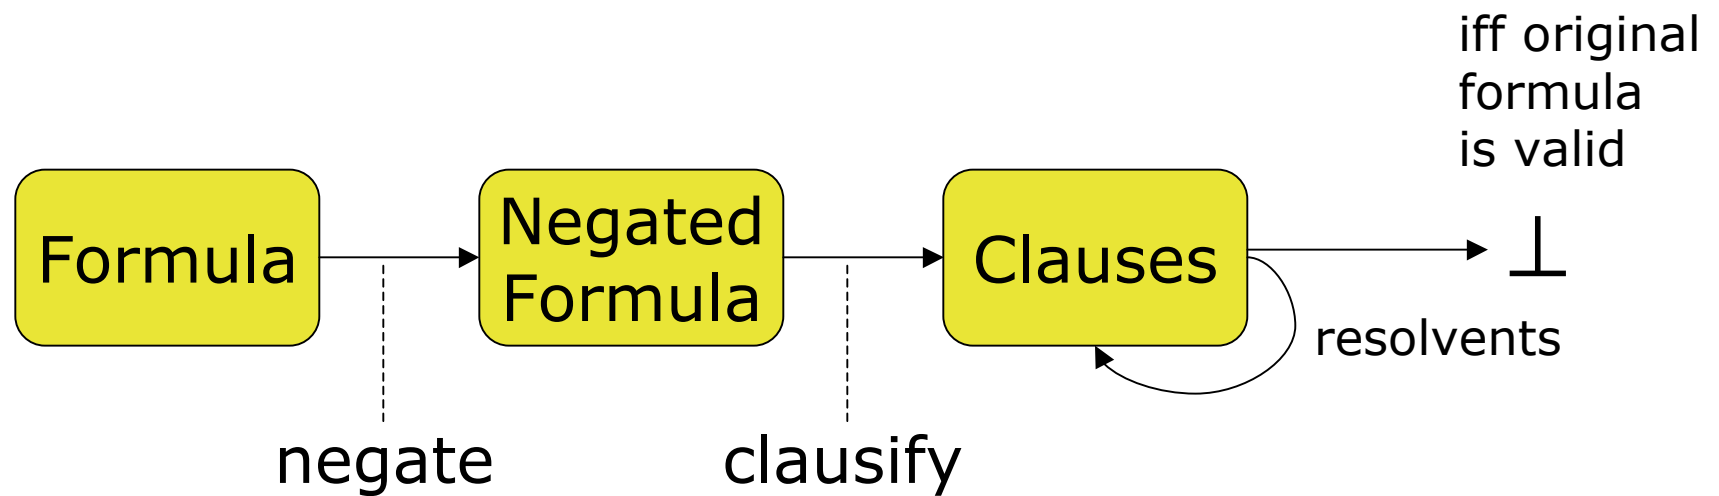 iff original
formula
is valid
Formula
Negated
Formula
Clauses
⊥
resolvents
negate
clausify